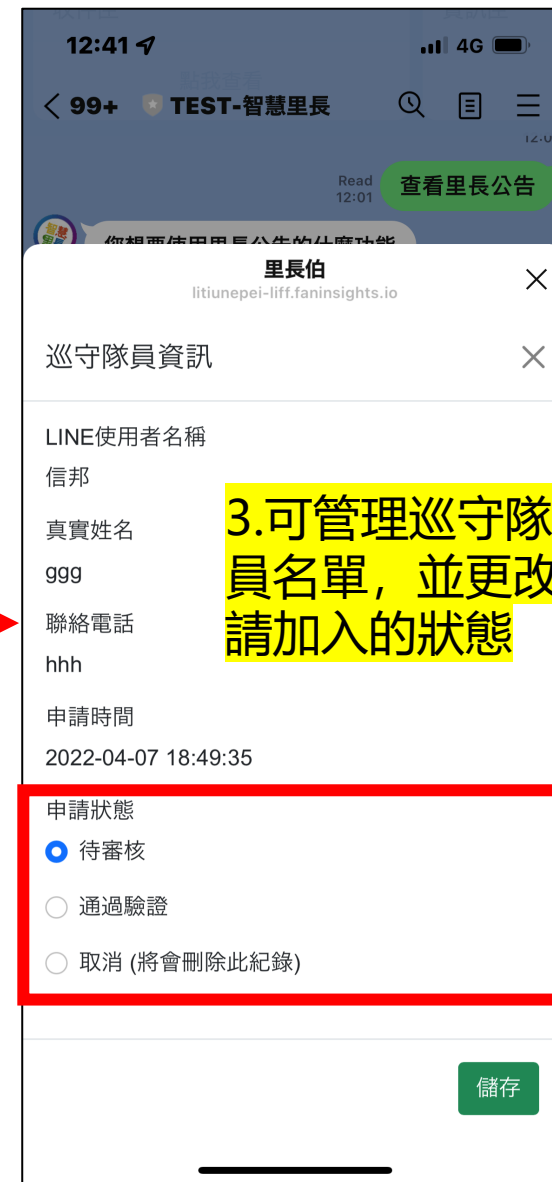 12:41
4G
99+ TEST-智慧里長
Read
12:01
查看里長公告
里長伯
litiunepei-liff.faninsights.io
巡守隊員資訊
LINE使用者名稱
信邦
真實姓名
ggg
3.可管理巡守隊
員名單，並更改
請加入的狀態
聯絡電話
hhh
申請時間
2022-04-07 18:49:35
申請狀態
待審核
通過驗證
取消 (將會刪除此紀錄)
儲存